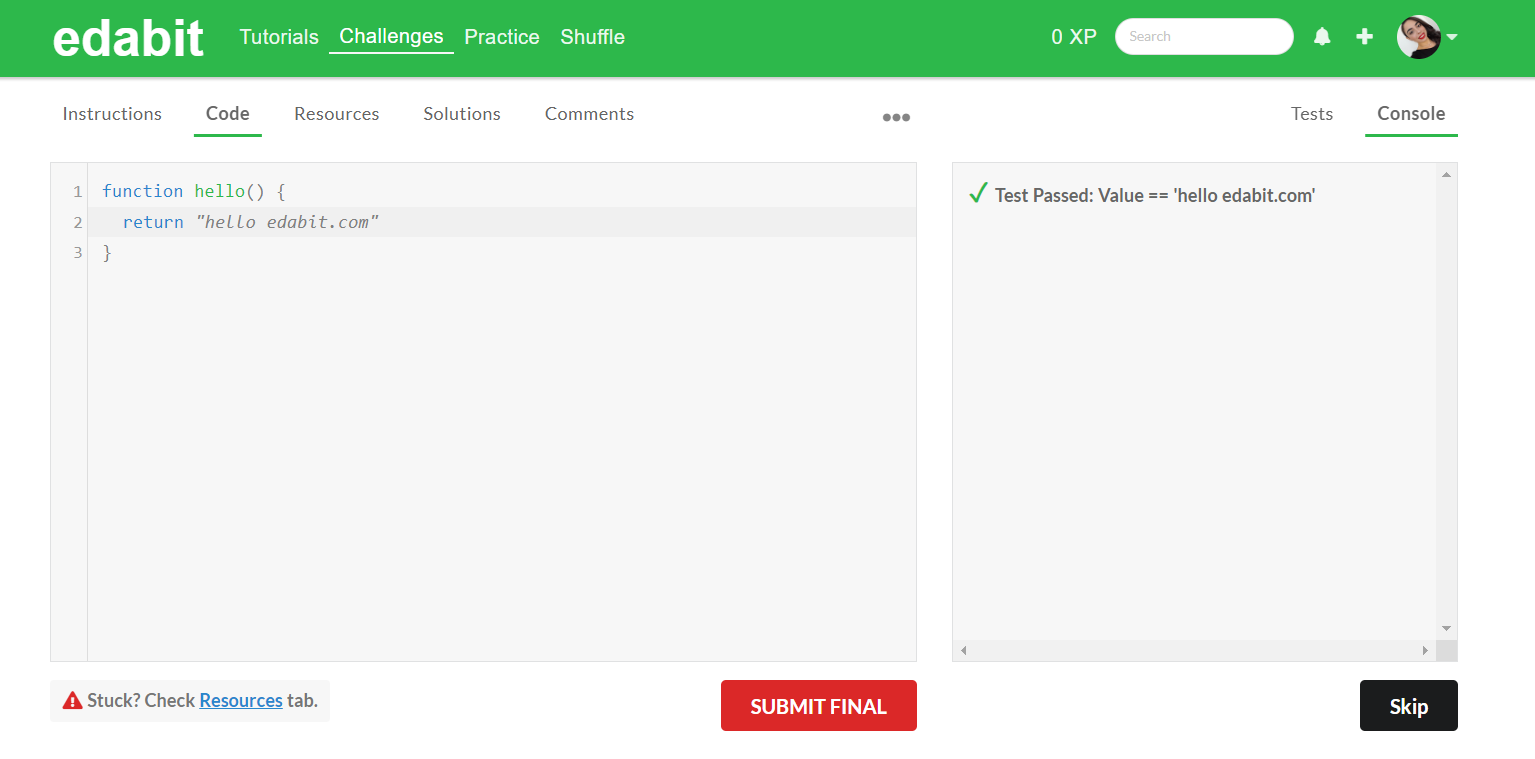 edabit Tutorials Challenges Practice Shuffle 0 XP Search
Instructions Code Resources Solutions Comments Tests Console
1 function hello() {
2 return "hello edabit.com"
3 }
Test Passed: Value == 'hello edabit.com'
Stuck? Check Resources tab.
SUBMIT FINAL
Skip